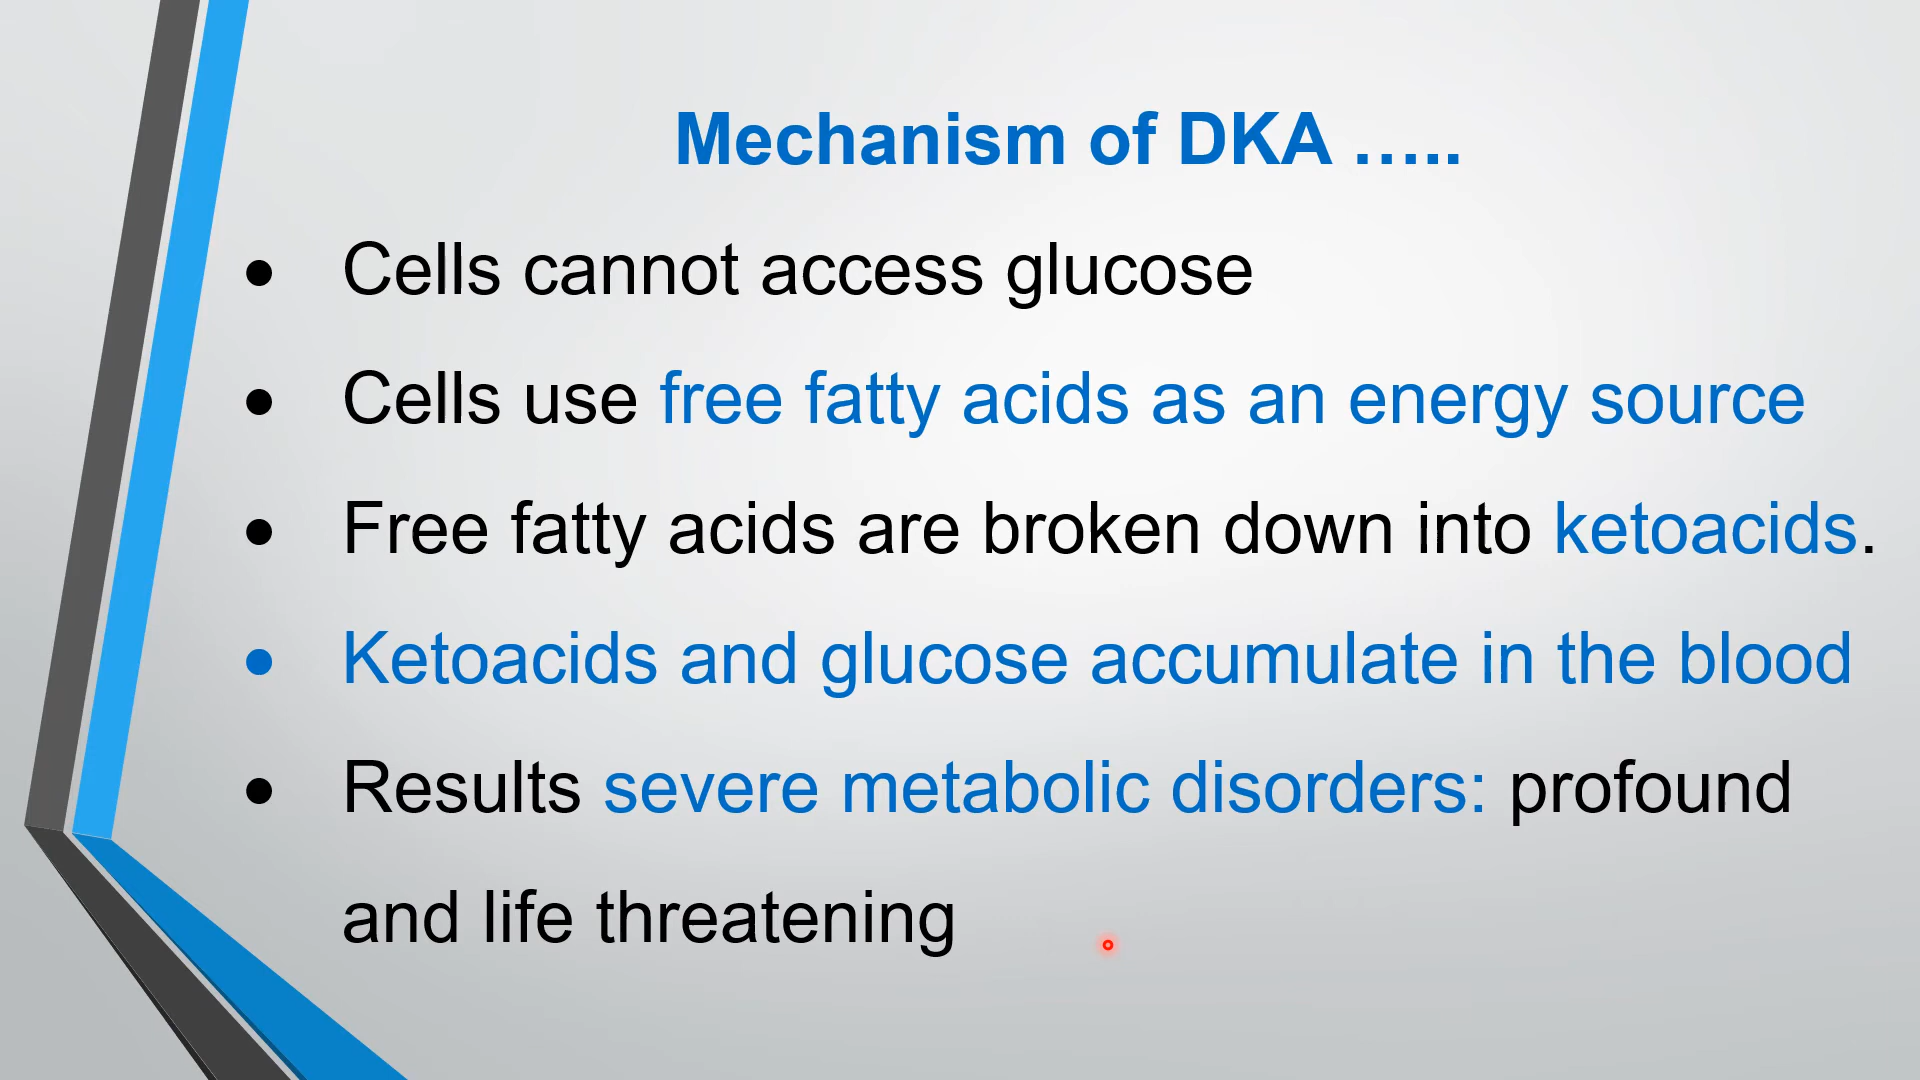 Mechanism of DKA …..
• Cells cannot access glucose
• Cells use free fatty acids as an energy source
• Free fatty acids are broken down into ketoacids.
• Ketoacids and glucose accumulate in the blood
• Results severe metabolic disorders: profound
and life threatening